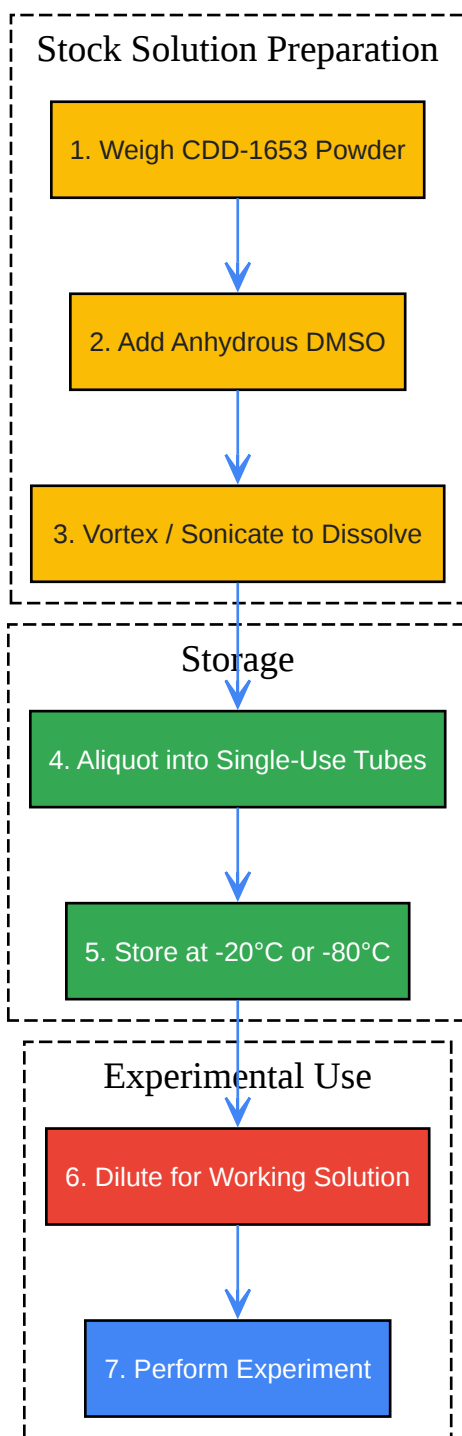 Stock Solution Preparation
1. Weigh CDD-1653 Powder
2. Add Anhydrous DMSO
3. Vortex / Sonicate to Dissolve
Storage
4. Aliquot into Single-Use Tubes
5. Store at -20°C or -80°C
Experimental Use
6. Dilute for Working Solution
7. Perform Experiment